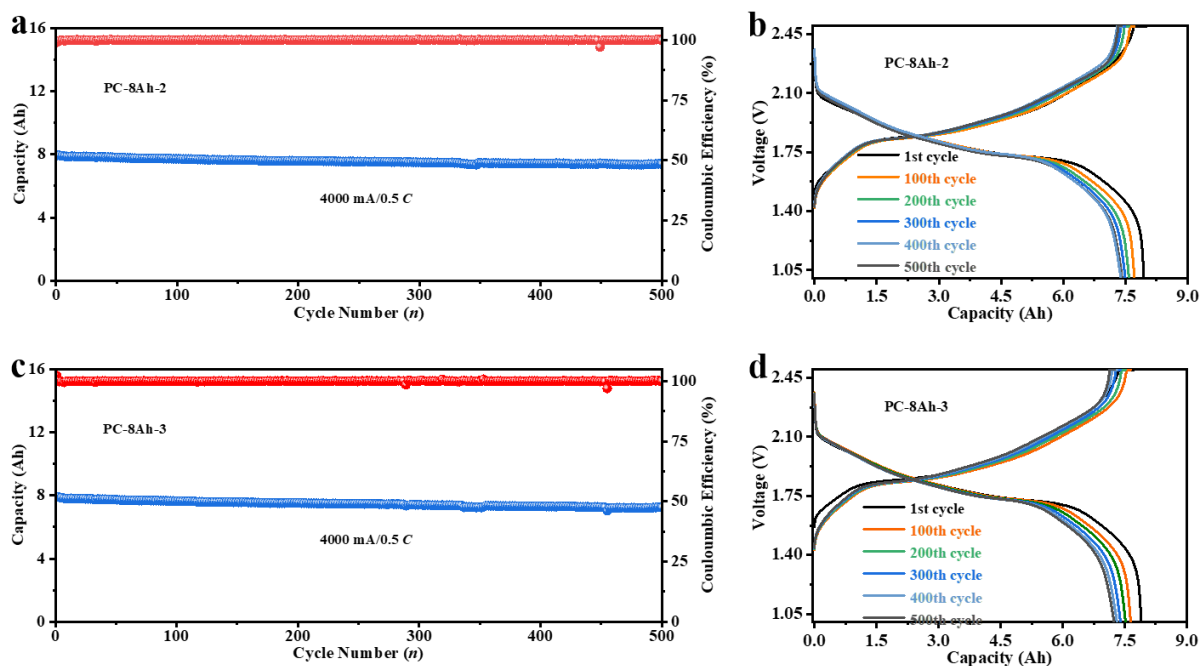 a
16
12
8
4
0
Capacity (Ah)
PC-8Ah-2
4000 mA/0.5 C
100
75
50
25
0
Couloumbic Efficiency (%)
0 100 200 300 400 500
Cycle Number (n)
b
2.45
2.10
1.75
1.40
1.05
Voltage (V)
PC-8Ah-2
1st cycle
100th cycle
200th cycle
300th cycle
400th cycle
500th cycle
0.0 1.5 3.0 4.5 6.0 7.5 9.0
Capacity (Ah)
c
16
12
8
4
0
Capacity (Ah)
PC-8Ah-3
4000 mA/0.5 C
100
75
50
25
0
Couloumbic Efficiency (%)
0 100 200 300 400 500
Cycle Number (n)
d
2.45
2.10
1.75
1.40
1.05
Voltage (V)
PC-8Ah-3
1st cycle
100th cycle
200th cycle
300th cycle
400th cycle
500th cycle
0.0 1.5 3.0 4.5 6.0 7.5 9.0
Capacity (Ah)